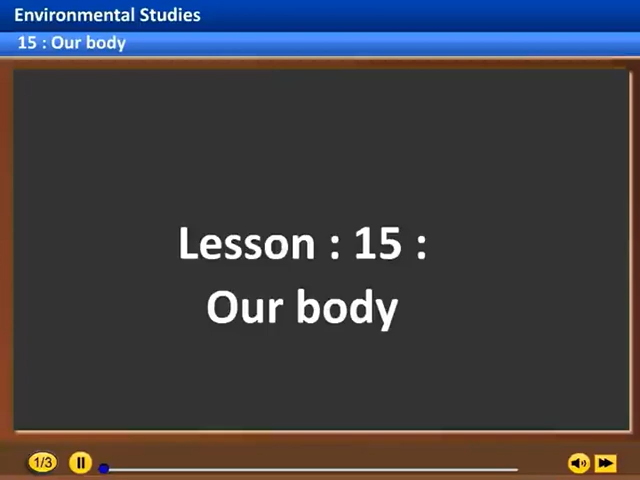 Environmental Studies
15 : Our body
Lesson : 15 :
Our body
1/3